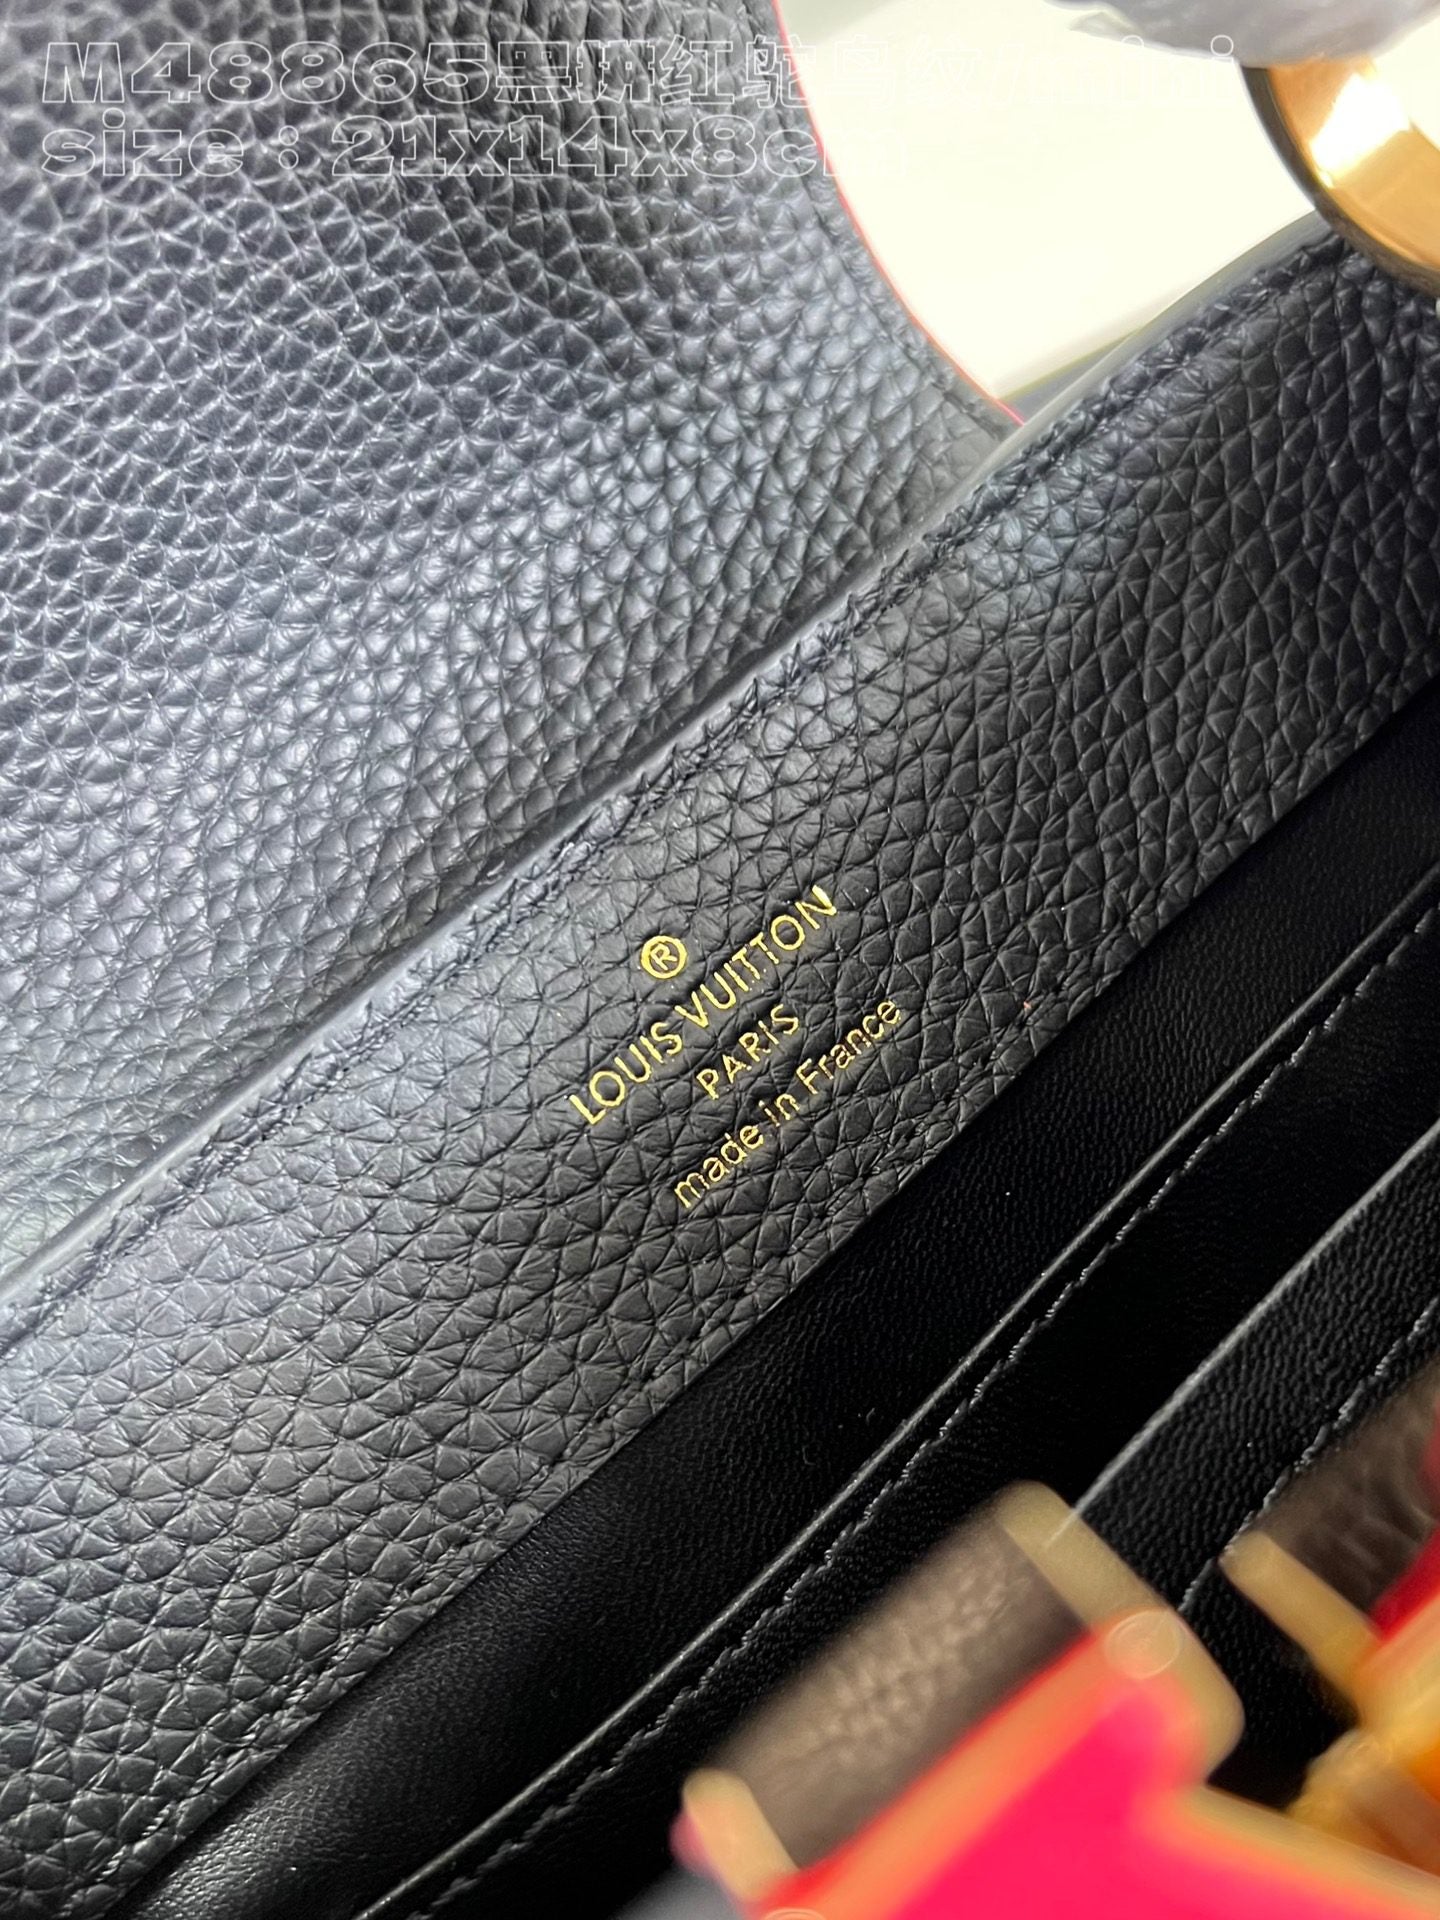 M48865黑拼红鸵鸟纹/mini
size：21x14x8cm
®
LOUIS VUITTON
PARIS
made in France